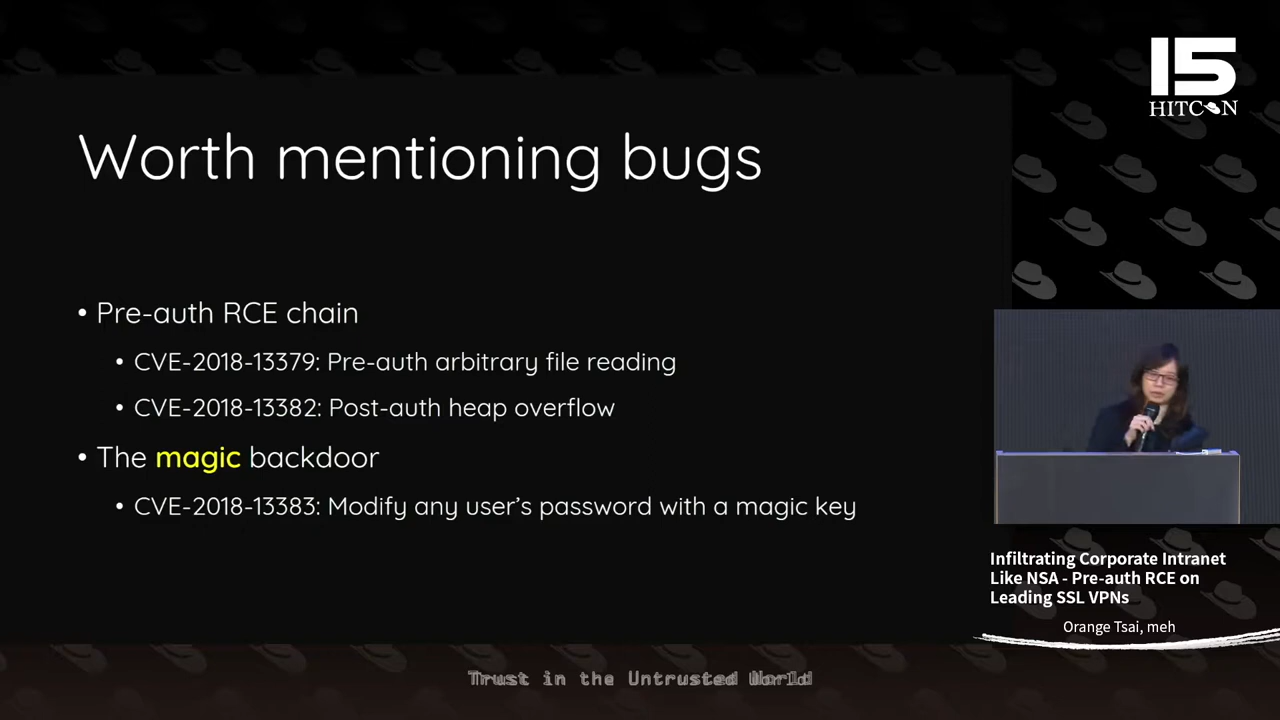 15
HITCON
Worth mentioning bugs
• Pre-auth RCE chain
• CVE-2018-13379: Pre-auth arbitrary file reading
• CVE-2018-13382: Post-auth heap overflow
• The magic backdoor
• CVE-2018-13383: Modify any user's password with a magic key
Infiltrating Corporate Intranet
Like NSA - Pre-auth RCE on
Leading SSL VPNs
Orange Tsai, meh
Trust in the Untrusted World